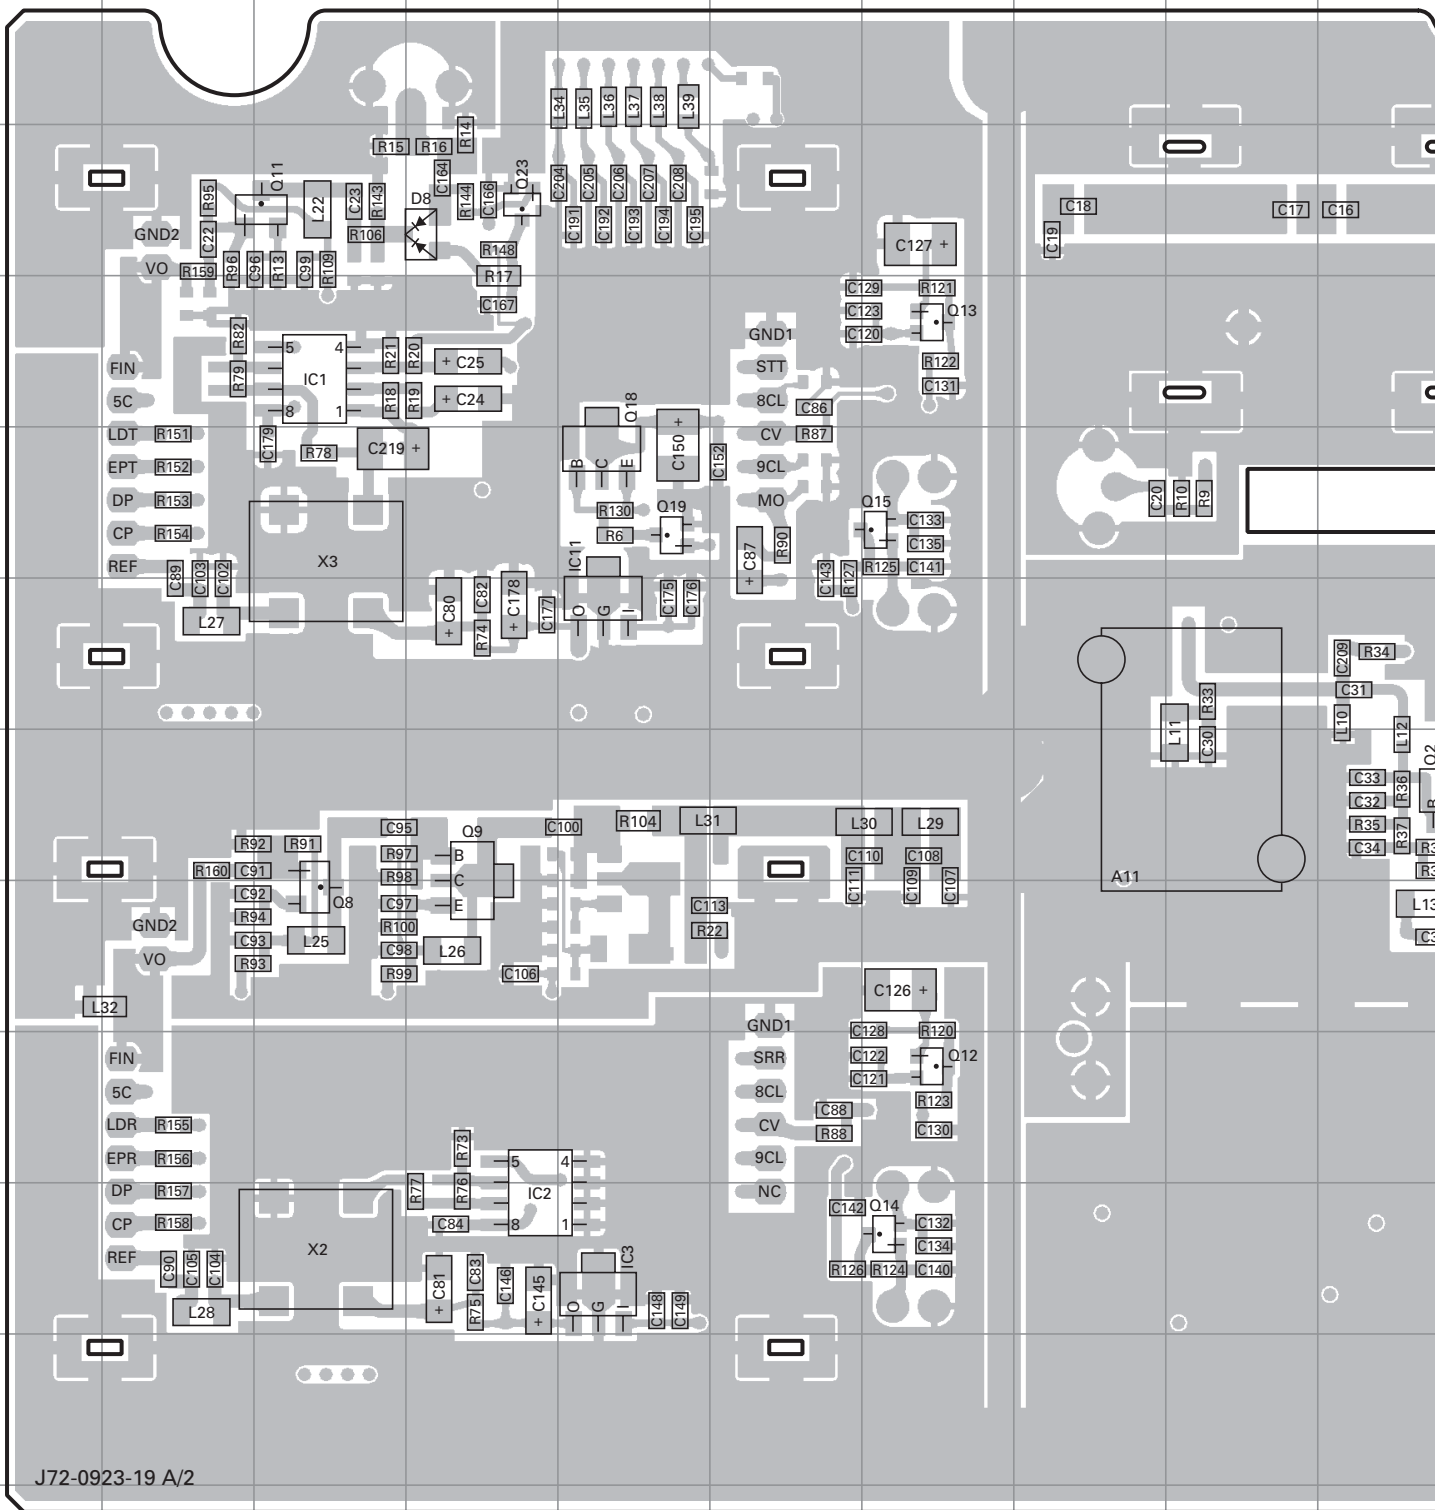 L34 L35 L36 L37 L38 L39
R15 R16 R14
C164
Q11 Q23
R95 L22 C23 R143 D8 R144 C166
C204 C205 C206 C207 C208
C18 C17 C16
GND2 C22 R106
C191 C192 C193 C194 C195
C127 + C19
VO R159 R96 C96 R13 C99 R109
R148
R17
C167
C129 R121
C123 Q13
C120
R82 5 4 R21 R20 + C25
GND1
FIN R79 IC1
STT R122
5C 8 1 R18 R19 + C24
8CL C86 C131
Q18
LDT R151 C179 R78 C219 +
C150 + C152
CV R87
EPT R152 B C E
9CL
DP R153 MO
R130 Q19 Q15
C20 R10 R9
CP R154 R6
C133
X3 IC11 C87 + R90
C135
REF C89 C103 C102
C143 R127 R125 C141
L27 C80 + C82 R74 C178 + C177 O G I C175 C176
C209 R34
C31
L11 R33 C30 L10 L12
Q2
C33 R36
C32 B
R35 R37
C34
C95 Q9 C100 R104 L31 L30 L29
R92 R91
R97 B
C110 C108
R160 C91
R98 C
C111 C109 C107
A11
C92 Q8
C97 E
C113
L13
R94
GND2 R100 R22
C93 L25
C98 L26
VO R93 R99 C106
L32 C126 +
GND1 C128 R120
FIN SRR C122 Q12
C121
5C 8CL
C88 R123
LDR R155 CV R88 C130
R73
EPR R156 5 4 9CL
DP R157 R77 R76 IC2 NC
C142 Q14
CP R158 C84 8 1
C132
X2 IC3 C134
REF C90 C105 C104
R126 R124 C140
L28 C81 + C83 R75 C146 C145 + O G I C148 C149
J72-0923-19 A/2